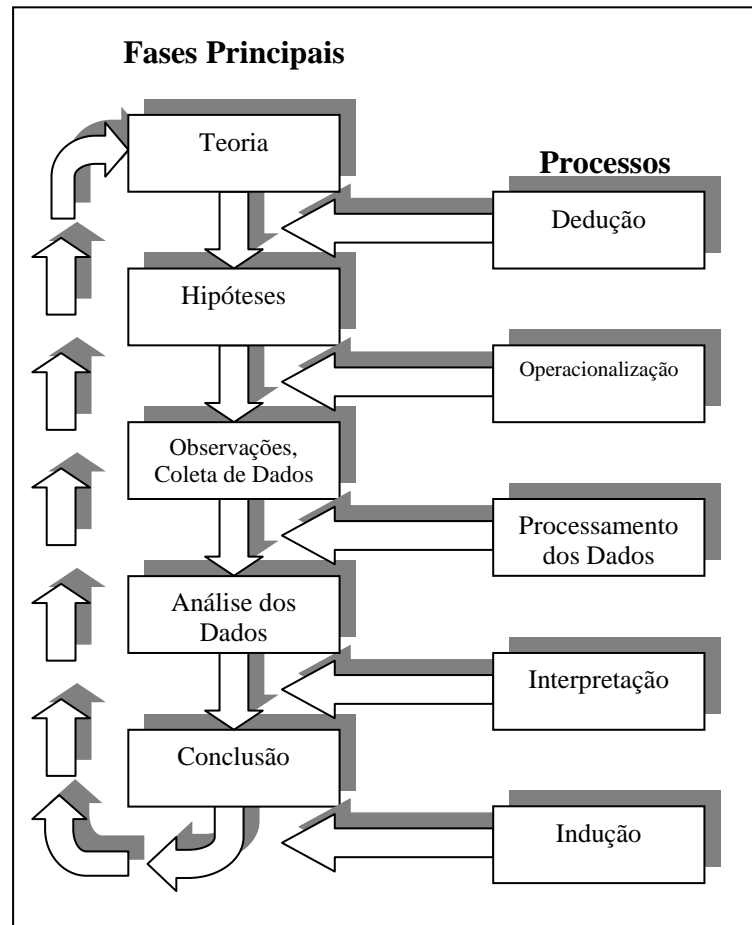 Fases Principais
Teoria
Processos
Dedução
Hipóteses
Operacionalização
Observações,
Coleta de Dados
Processamento
dos Dados
Análise dos
Dados
Interpretação
Conclusão
Indução